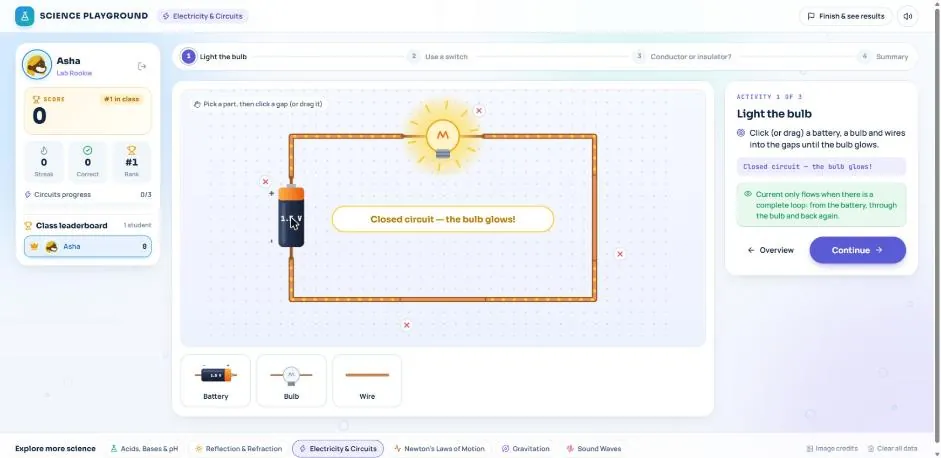 SCIENCE PLAYGROUND
Electricity & Circuits
Finish & see results
Asha
Lab Rookie
SCORE
#1 in class
0
0
Streak
0
Correct
#1
Rank
Circuits progress
0/3
Class leaderboard
1 student
Asha
0
1
Light the bulb
2
Use a switch
3
Conductor or insulator?
4
Summary
Pick a part, then click a gap (or drag it)
+
Closed circuit — the bulb glows!
1.5 V
Battery
Bulb
Wire
ACTIVITY 1 OF 3
Light the bulb
Click (or drag) a battery, a bulb and wires
into the gaps until the bulb glows.
Closed circuit — the bulb glows!
Current only flows when there is a
complete loop: from the battery, through
the bulb and back again.
Overview
Continue
Explore more science
Acids, Bases & pH
Reflection & Refraction
Electricity & Circuits
Newton's Laws of Motion
Gravitation
Sound Waves
Image credits
Clear all data